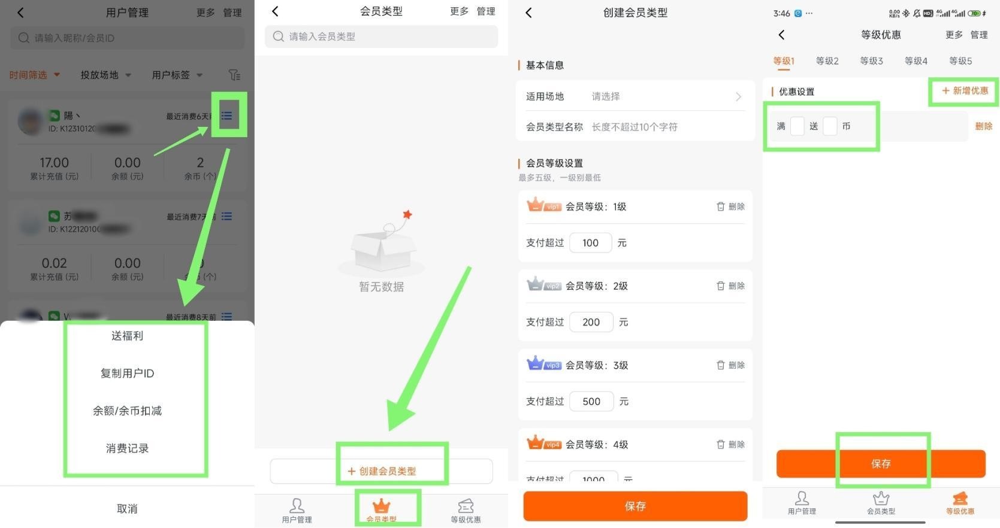 用户管理
更多 管理
请输入昵称/会员ID
时间筛选 投放场地 用户标签
陽丶
最近消费6天前
ID: K12310120
17.00 0.00 2
累计充值 (元) 余额 (元) 余币 (个)
苏
最近消费7天前
ID: K122120100
0.02 0.00
累计充值 (元) 余额 (元) 余币 (个)
最近消费8天前
送福利
复制用户ID
余额/余币扣减
消费记录
取消
会员类型
更多 管理
请输入会员类型
暂无数据
+ 创建会员类型
用户管理 会员类型 等级优惠
创建会员类型
基本信息
适用场地 请选择
会员类型名称 长度不超过10个字符
会员等级设置
最多五级，一级别最低
vip1 会员等级：1级 删除
支付超过 100 元
vip2 会员等级：2级 删除
支付超过 200 元
vip3 会员等级：3级 删除
支付超过 500 元
vip4 会员等级：4级 删除
支付超过 1000 元
保存
3:46 ··· 0.00 KB/s HD 4G 4G 70
等级优惠
更多 管理
等级1 等级2 等级3 等级4 等级5
优惠设置
+ 新增优惠
满 送 币
删除
保存
用户管理 会员类型 等级优惠